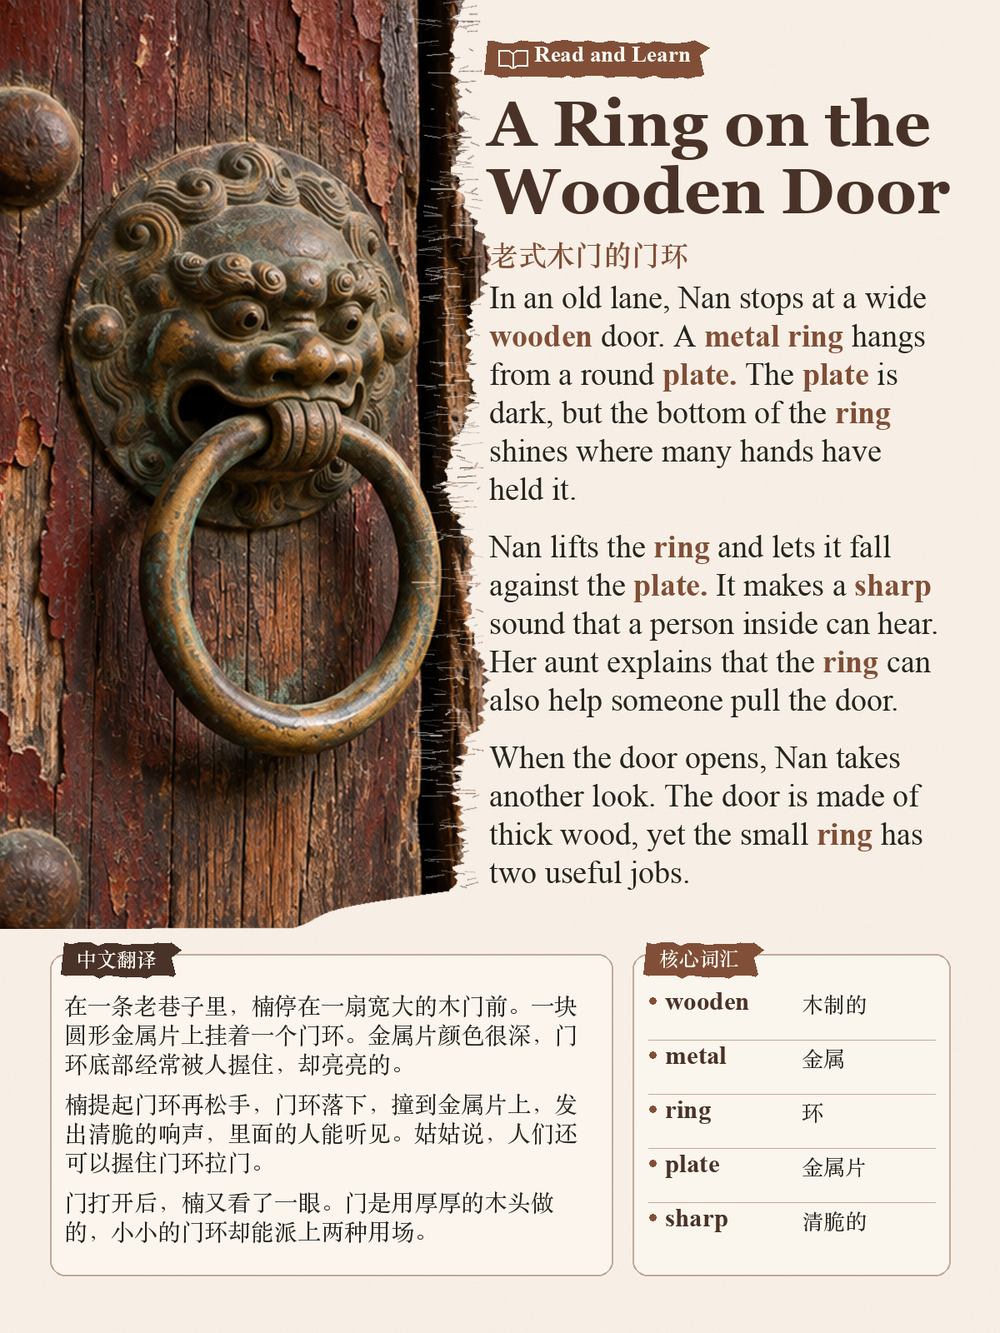 Read and Learn
A Ring on the
Wooden Door
老式木门的门环
In an old lane, Nan stops at a wide
wooden door. A metal ring hangs
from a round plate. The plate is
dark, but the bottom of the ring
shines where many hands have
held it.
Nan lifts the ring and lets it fall
against the plate. It makes a sharp
sound that a person inside can hear.
Her aunt explains that the ring can
also help someone pull the door.
When the door opens, Nan takes
another look. The door is made of
thick wood, yet the small ring has
two useful jobs.
中文翻译
在一条老巷子里，楠停在一扇宽大的木门前。一块
圆形金属片上挂着一个门环。金属片颜色很深，门
环底部经常被人握住，却亮亮的。
楠提起门环再松手，门环落下，撞到金属片上，发
出清脆的响声，里面的人能听见。姑姑说，人们还
可以握住门环拉门。
门打开后，楠又看了一眼。门是用厚厚的木头做
的，小小的门环却能派上两种用场。
核心词汇
• wooden 木制的
• metal 金属
• ring 环
• plate 金属片
• sharp 清脆的